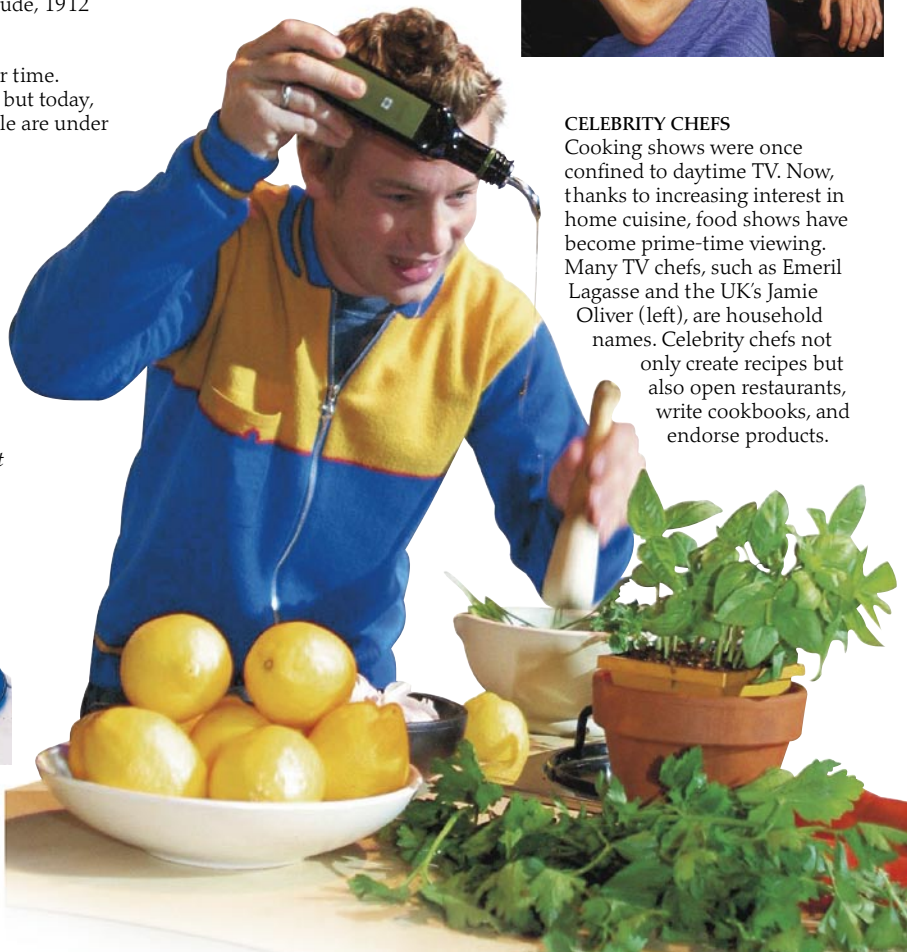 ude, 1912
r time.
but today,
le are under
t
CELEBRITY CHEFS
Cooking shows were once
confined to daytime TV. Now,
thanks to increasing interest in
home cuisine, food shows have
become prime-time viewing.
Many TV chefs, such as Emeril
Lagasse and the UK’s Jamie
Oliver (left), are household
names. Celebrity chefs not
only create recipes but
also open restaurants,
write cookbooks, and
endorse products.